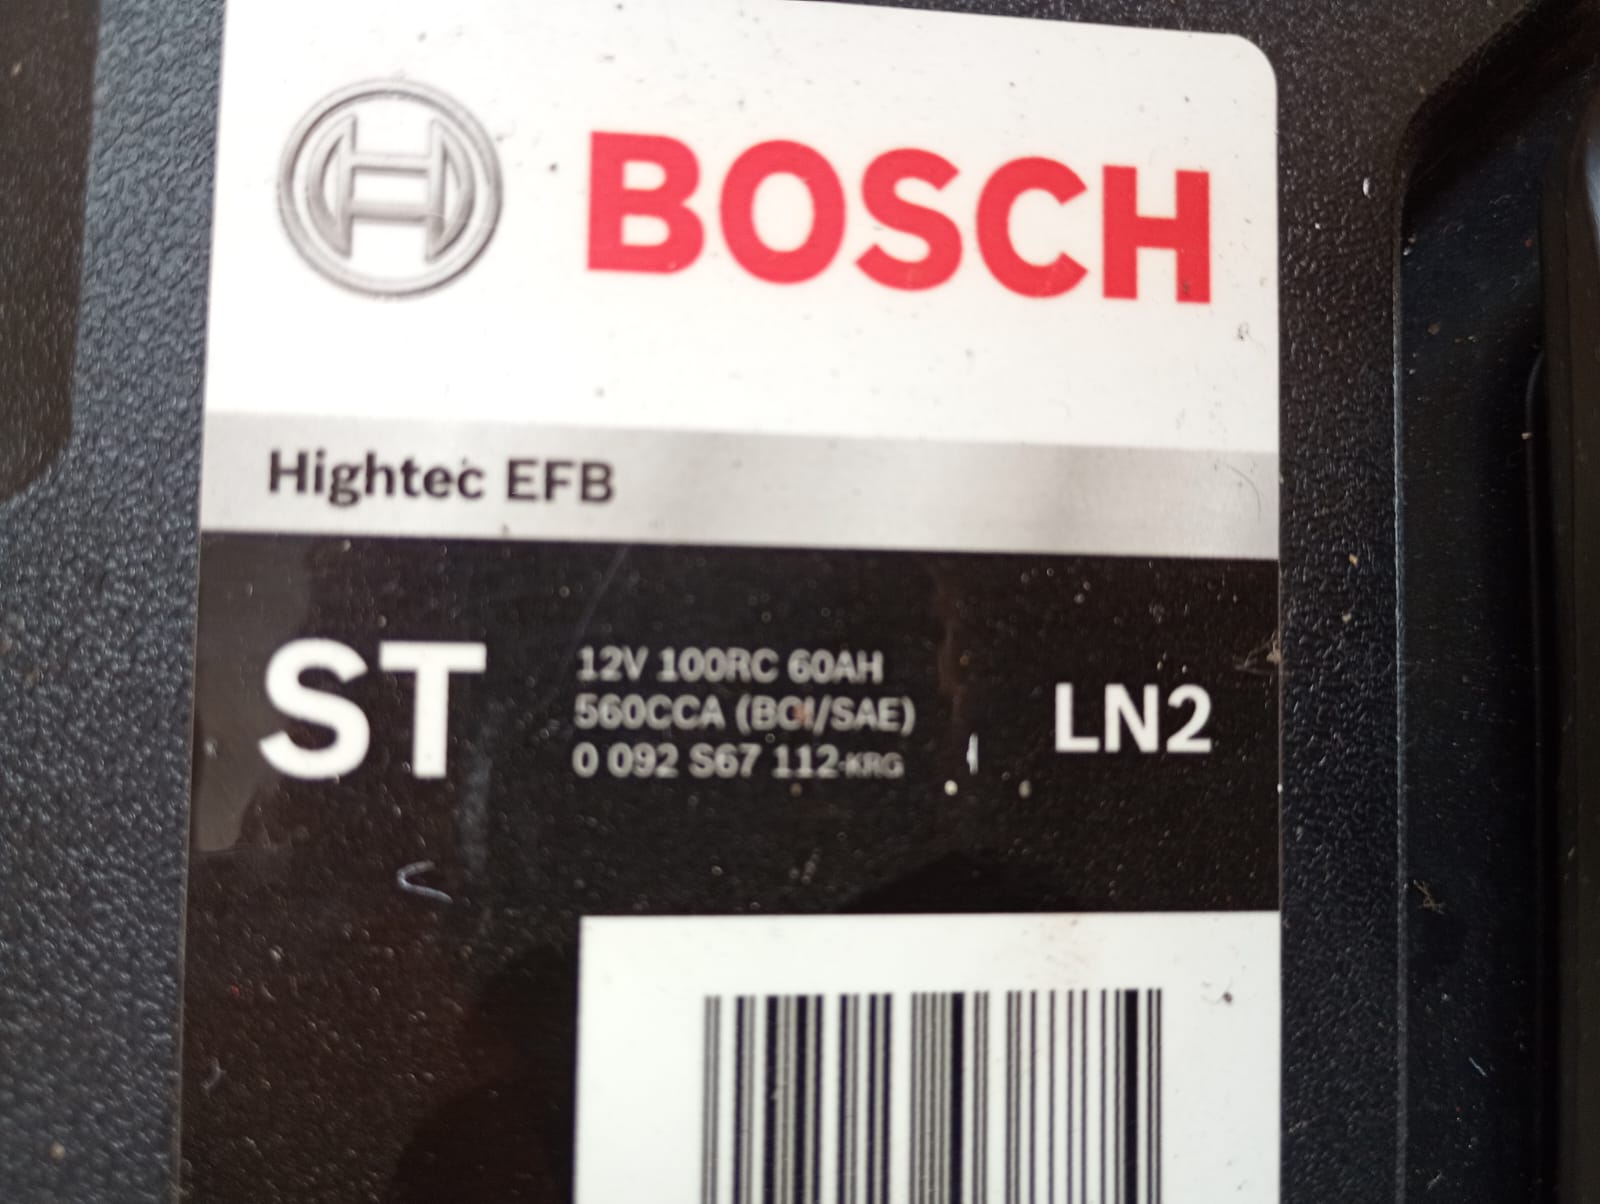 BOSCH
Hightec EFB
ST
12V 100RC 60AH
560CCA (BCI/SAE)
0 092 S67 112-KRG
LN2